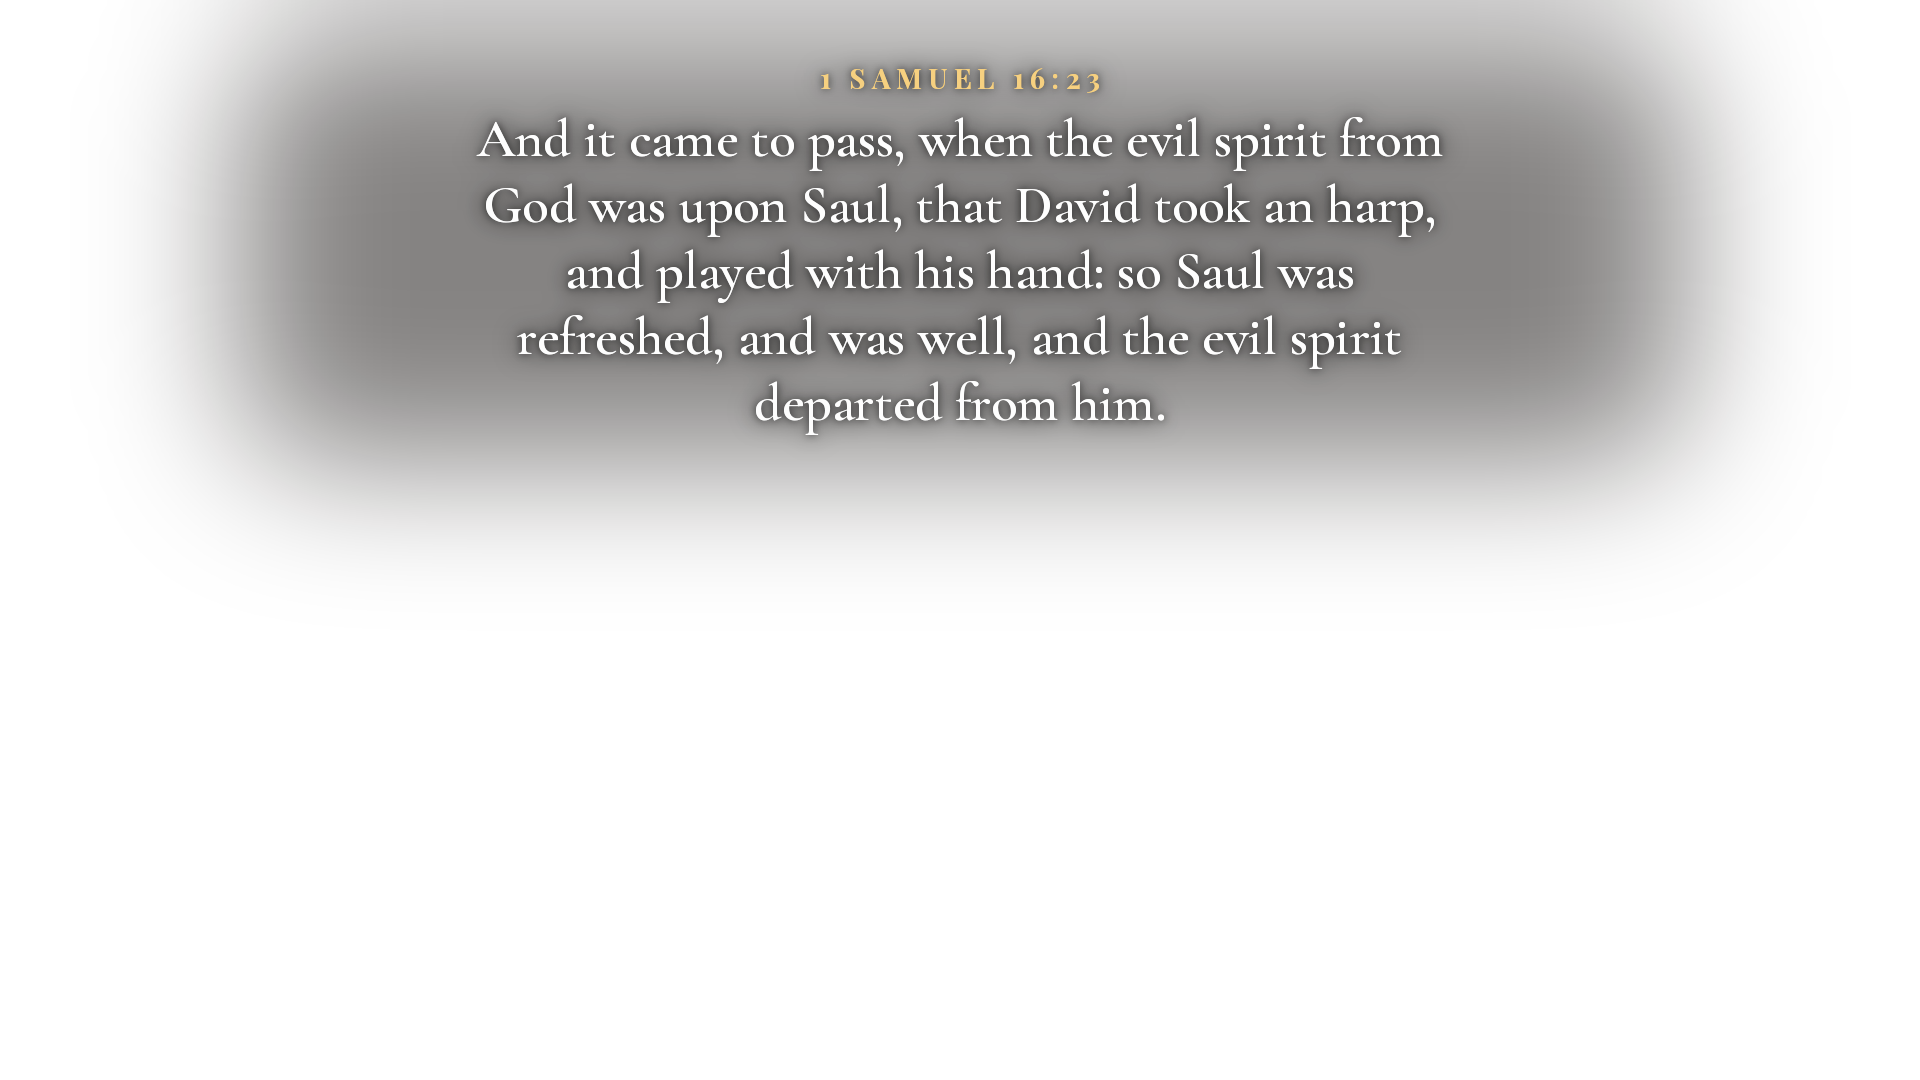 1 SAMUEL 16:23
And it came to pass, when the evil spirit from
God was upon Saul, that David took an harp,
and played with his hand: so Saul was
refreshed, and was well, and the evil spirit
departed from him.